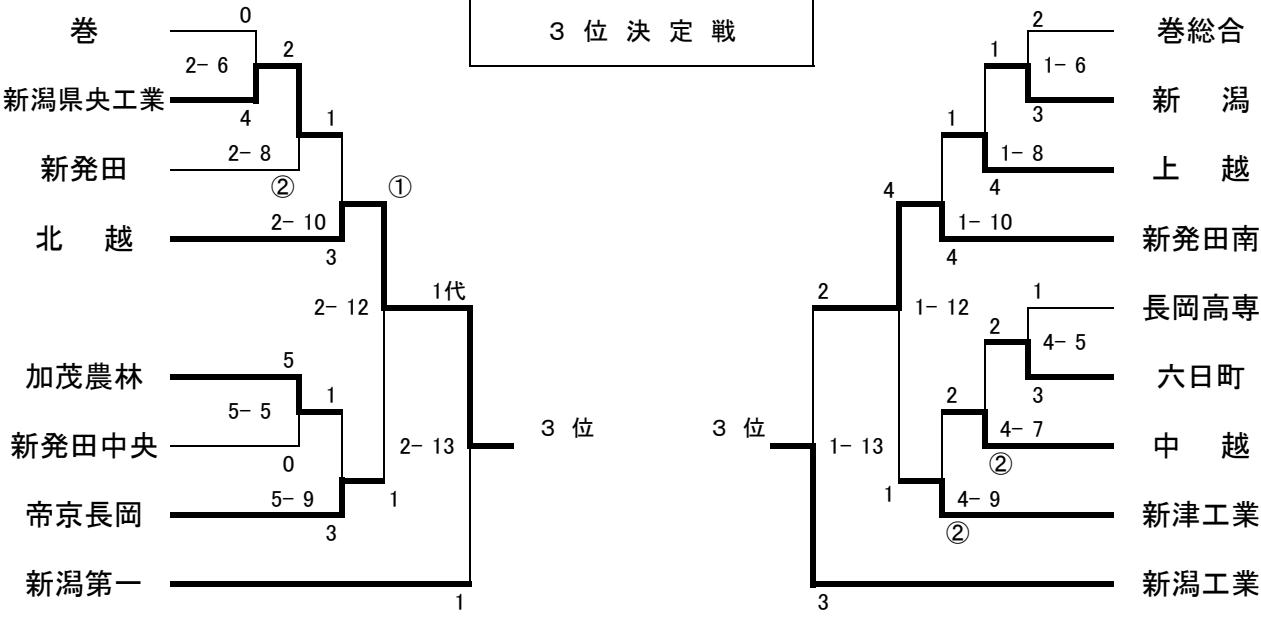 3 位 決 定 戦
巻
0
2- 6
2
新潟県央工業
4
1
新発田
2- 8
②
①
北 越
2- 10
3
2- 12
1代
加茂農林
5
1
5- 5
新発田中央
0
2- 13
3 位
帝京長岡
5- 9
3
1
新潟第一
1
巻総合
2
1
1- 6
新 潟
3
1
上 越
1- 8
4
4
新発田南
1- 10
4
2
1- 12
長岡高専
1
2
4- 5
六日町
3
2
3 位
1- 13
中 越
4- 7
②
1
新津工業
4- 9
②
新潟工業
3